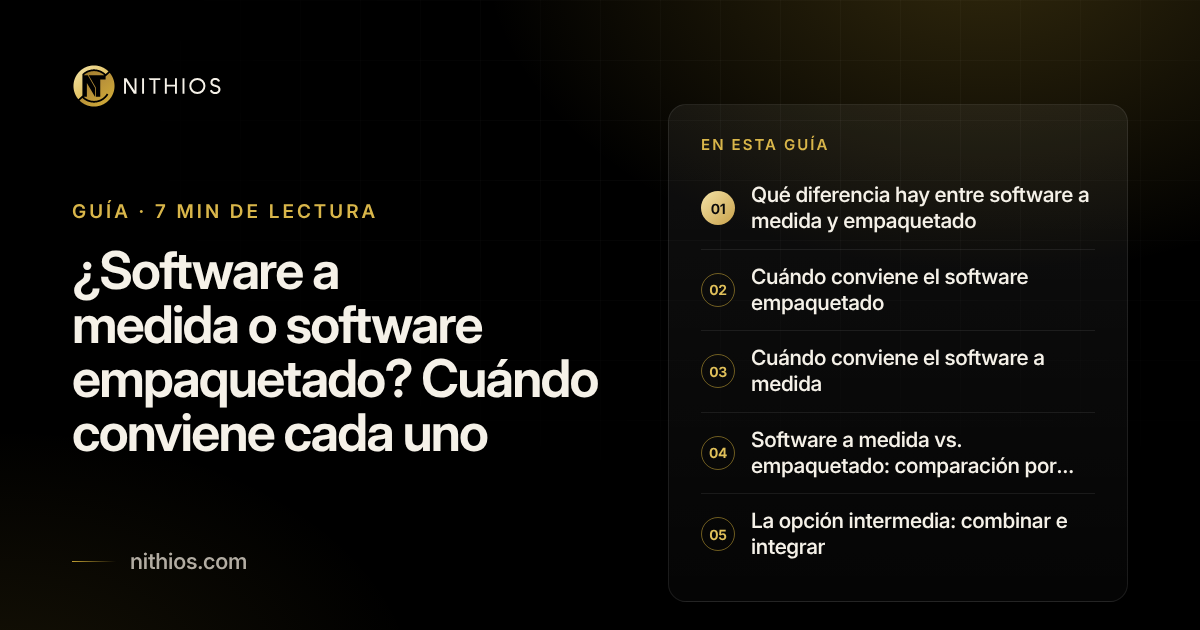 NITHIOS
GUÍA · 7 MIN DE LECTURA
¿Software a
medida o software
empaquetado? Cuándo
conviene cada uno
nithios.com
EN ESTA GUÍA
01
Qué diferencia hay entre software a
medida y empaquetado
02
Cuándo conviene el software
empaquetado
03
Cuándo conviene el software a
medida
04
Software a medida vs.
empaquetado: comparación por...
05
La opción intermedia: combinar e
integrar